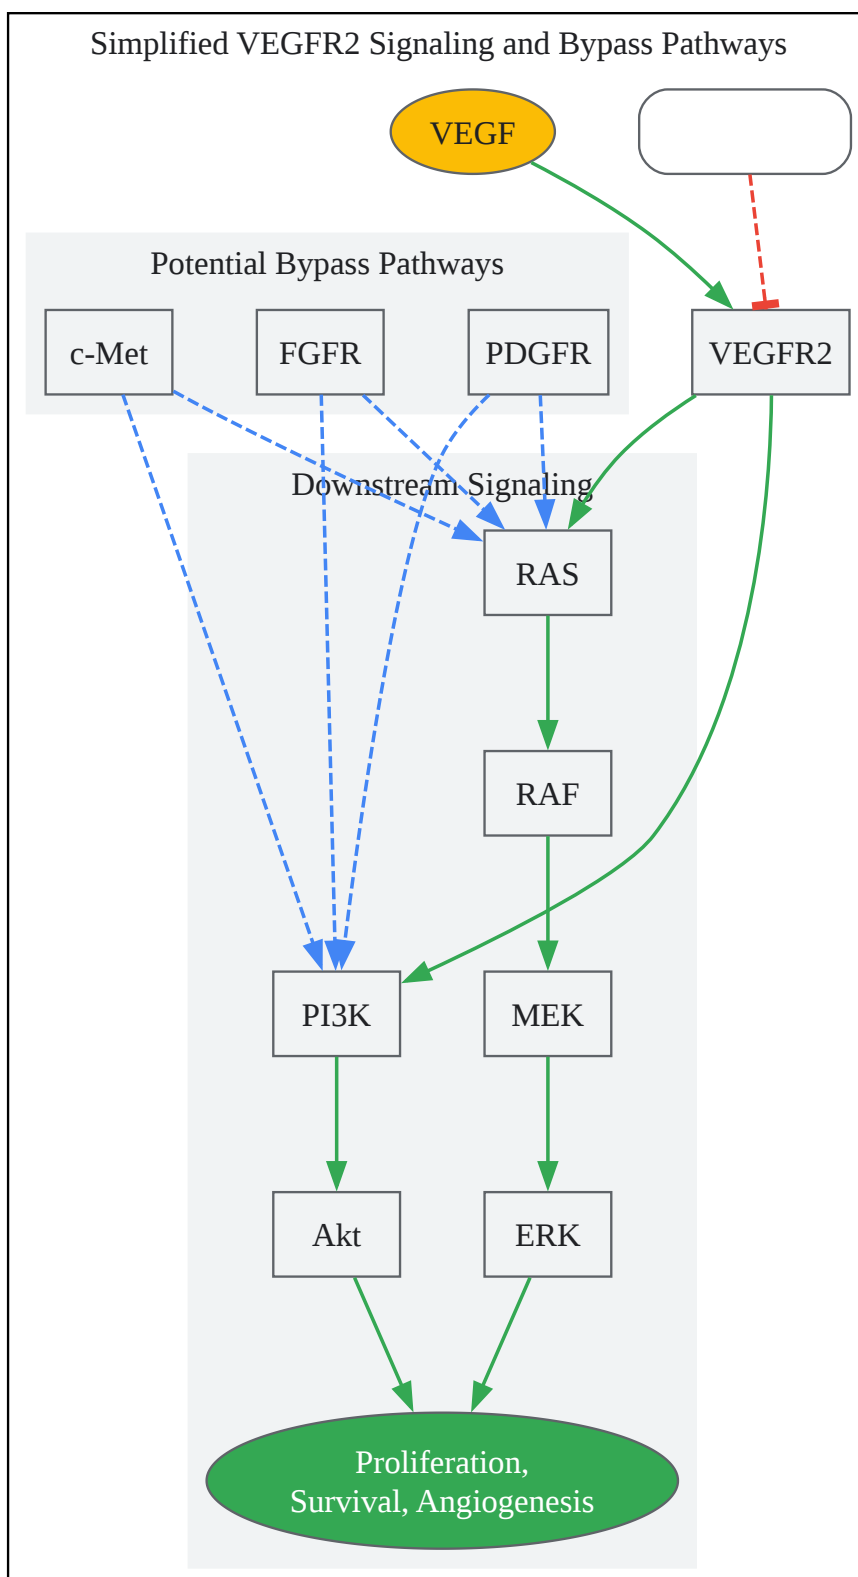 Simplified VEGFR2 Signaling and Bypass Pathways
VEGF
Potential Bypass Pathways
c-Met
FGFR
PDGFR
VEGFR2
Downstream Signaling
RAS
RAF
PI3K
MEK
Akt
ERK
Proliferation,
Survival, Angiogenesis